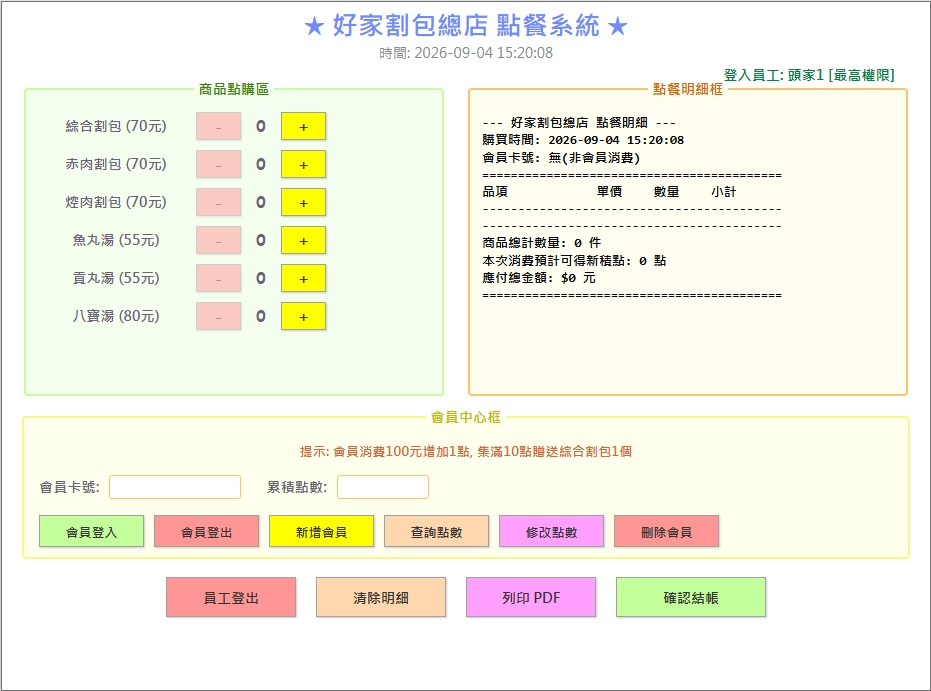 ★ 好家割包總店 點餐系統 ★
時間: 2026-09-04 15:20:08
登入員工: 頭家1 [最高權限]
商品點購區
綜合割包 (70元) - 0 +
赤肉割包 (70元) - 0 +
焢肉割包 (70元) - 0 +
魚丸湯 (55元) - 0 +
貢丸湯 (55元) - 0 +
八寶湯 (80元) - 0 +
點餐明細框
--- 好家割包總店 點餐明細 ---
購買時間: 2026-09-04 15:20:08
會員卡號: 無(非會員消費)
==========================================
品項 單價 數量 小計
------------------------------------------
------------------------------------------
商品總計數量: 0 件
本次消費預計可得新積點: 0 點
應付總金額: $0 元
==========================================
會員中心框
提示: 會員消費100元增加1點, 集滿10點贈送綜合割包1個
會員卡號: 累積點數:
會員登入 會員登出 新增會員 查詢點數 修改點數 刪除會員
員工登出 清除明細 列印 PDF 確認結帳